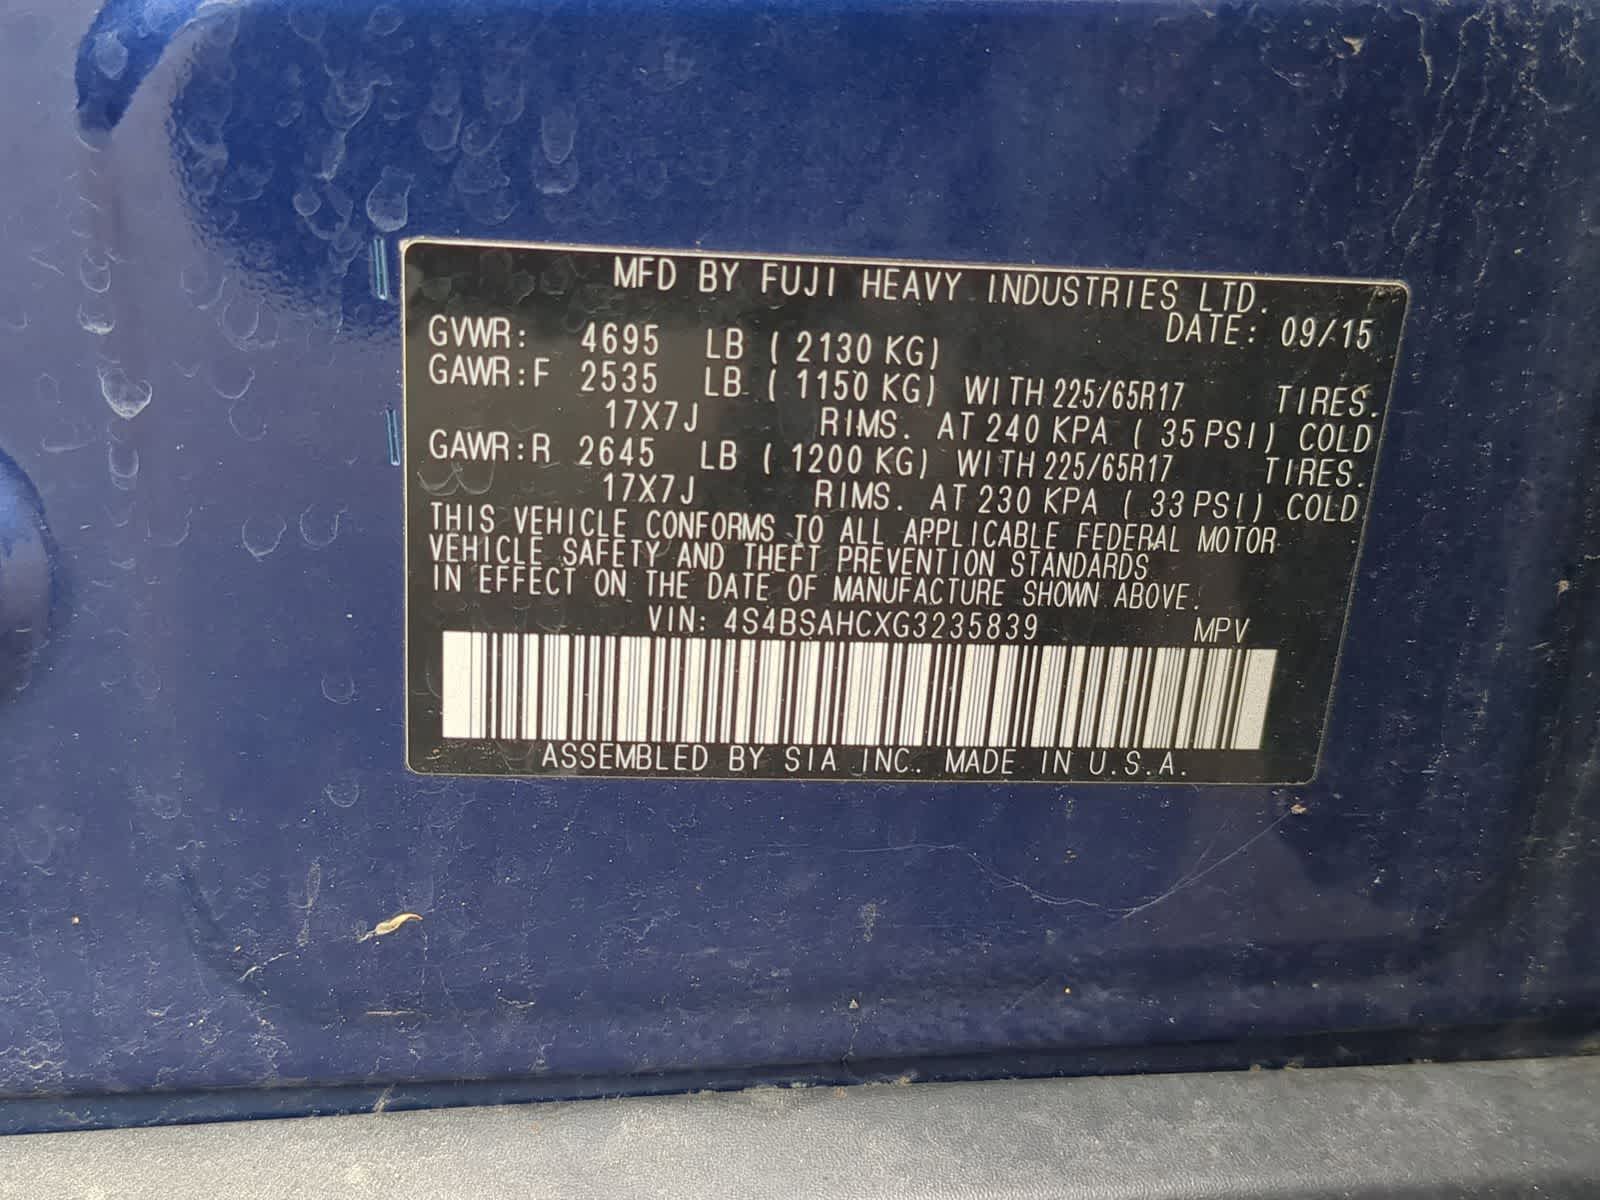 MFD BY FUJI HEAVY INDUSTRIES LTD.
DATE: 09/15
GVWR: 4695 LB ( 2130 KG)
GAWR:F 2535 LB ( 1150 KG) WITH 225/65R17 TIRES.
17X7J RIMS. AT 240 KPA ( 35 PSI) COLD
GAWR:R 2645 LB ( 1200 KG) WITH 225/65R17 TIRES.
17X7J RIMS. AT 230 KPA ( 33 PSI) COLD
THIS VEHICLE CONFORMS TO ALL APPLICABLE FEDERAL MOTOR
VEHICLE SAFETY AND THEFT PREVENTION STANDARDS
IN EFFECT ON THE DATE OF MANUFACTURE SHOWN ABOVE.
VIN: 4S4BSAHCXG3235839 MPV
ASSEMBLED BY SIA INC. MADE IN U.S.A.